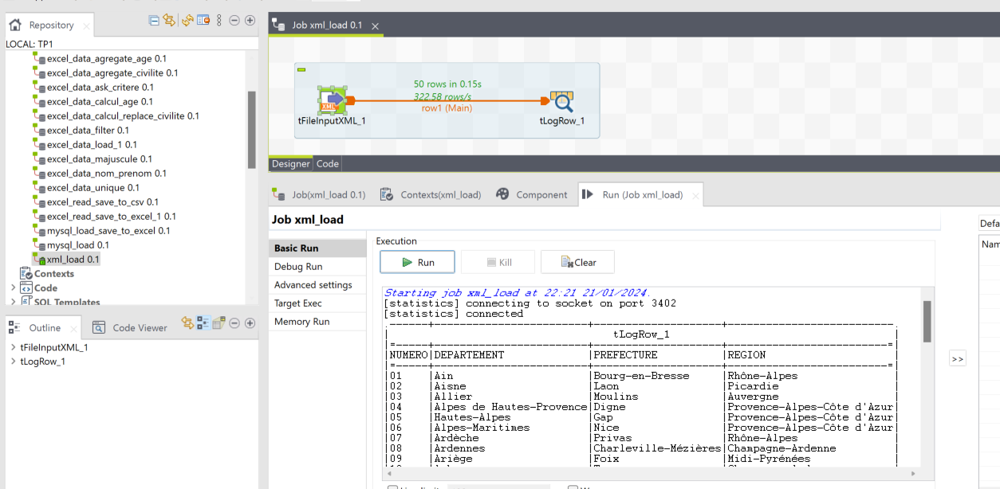 Repository
LOCAL: TP1
excel_data_agregate_age 0.1
excel_data_agregate_civilite 0.1
excel_data_ask_critere 0.1
excel_data_calcul_age 0.1
excel_data_calcul_replace_civilite 0.1
excel_data_filter 0.1
excel_data_load_1 0.1
excel_data_majuscule 0.1
excel_data_nom_prenom 0.1
excel_data_unique 0.1
excel_read_save_to_csv 0.1
excel_read_save_to_excel_1 0.1
mysql_load_save_to_excel 0.1
mysql_load 0.1
xml_load 0.1
Contexts
Code
SQL Templates
Outline
Code Viewer
tFileInputXML_1
tLogRow_1
Job xml_load 0.1
50 rows in 0.15s
322.58 rows/s
row1 (Main)
XML
tFileInputXML_1
tLogRow_1
Designer
Code
Job(xml_load 0.1)
Contexts(xml_load)
Component
Run (Job xml_load)
Job xml_load
Basic Run
Debug Run
Advanced settings
Target Exec
Memory Run
Execution
Run
Kill
Clear
Starting job xml_load at 22:21 21/01/2024.
[statistics] connecting to socket on port 3402
[statistics] connected
.------+-------------------+----------------+---------------------.
| tLogRow_1 |
|=-----+-------------------+----------------+--------------------=|
|NUMERO|DEPARTEMENT |PREFECTURE |REGION |
|=-----+-------------------+----------------+--------------------=|
|01 |Ain |Bourg-en-Bresse |Rhône-Alpes |
|02 |Aisne |Laon |Picardie |
|03 |Allier |Moulins |Auvergne |
|04 |Alpes de Hautes-Provence|Digne |Provence-Alpes-Côte d'Azur|
|05 |Hautes-Alpes |Gap |Provence-Alpes-Côte d'Azur|
|06 |Alpes-Maritimes |Nice |Provence-Alpes-Côte d'Azur|
|07 |Ardèche |Privas |Rhône-Alpes |
|08 |Ardennes |Charleville-Mézières|Champagne-Ardenne |
|09 |Ariège |Foix |Midi-Pyrénées |
>>
Defa
Nam